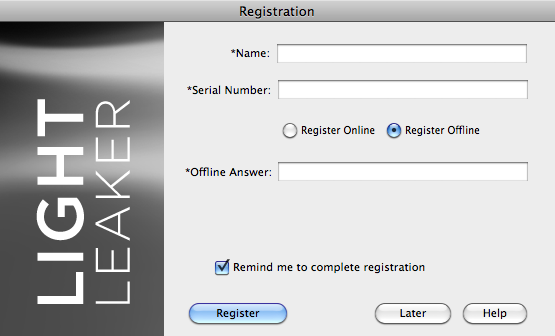 Registration
LIGHT
LEAKER
*Name:
*Serial Number:
Register Online Register Offline
*Offline Answer:
Remind me to complete registration
Register Later Help